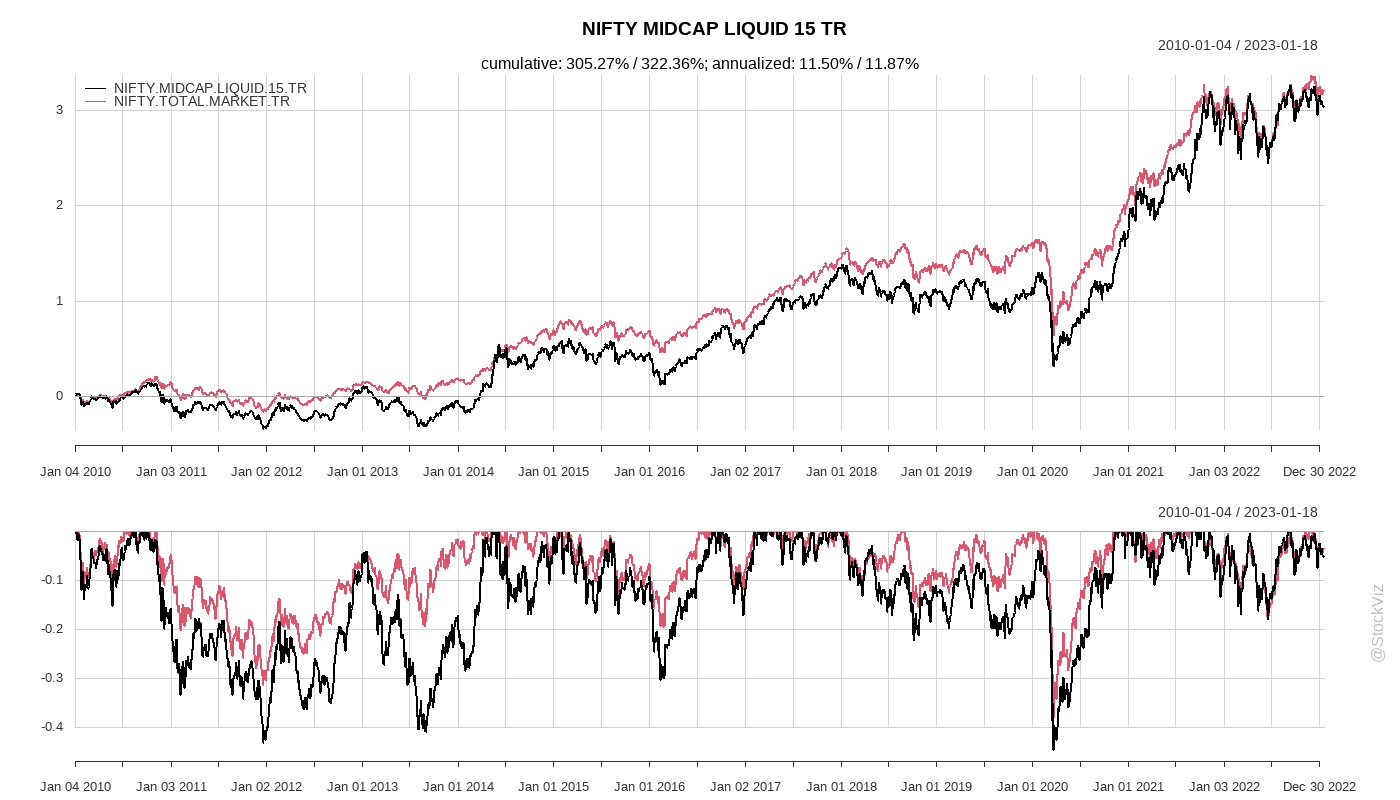 NIFTY MIDCAP LIQUID 15 TR
2010-01-04 / 2023-01-18
cumulative: 305.27% / 322.36%; annualized: 11.50% / 11.87%
NIFTY.MIDCAP.LIQUID.15.TR
NIFTY.TOTAL.MARKET.TR
3
2
1
0
Jan 04 2010 Jan 03 2011 Jan 02 2012 Jan 01 2013 Jan 01 2014 Jan 01 2015 Jan 01 2016 Jan 02 2017 Jan 01 2018 Jan 01 2019 Jan 01 2020 Jan 01 2021 Jan 03 2022 Dec 30 2022
2010-01-04 / 2023-01-18
-0.1
-0.2
-0.3
-0.4
Jan 04 2010 Jan 03 2011 Jan 02 2012 Jan 01 2013 Jan 01 2014 Jan 01 2015 Jan 01 2016 Jan 02 2017 Jan 01 2018 Jan 01 2019 Jan 01 2020 Jan 01 2021 Jan 03 2022 Dec 30 2022
@StockViz